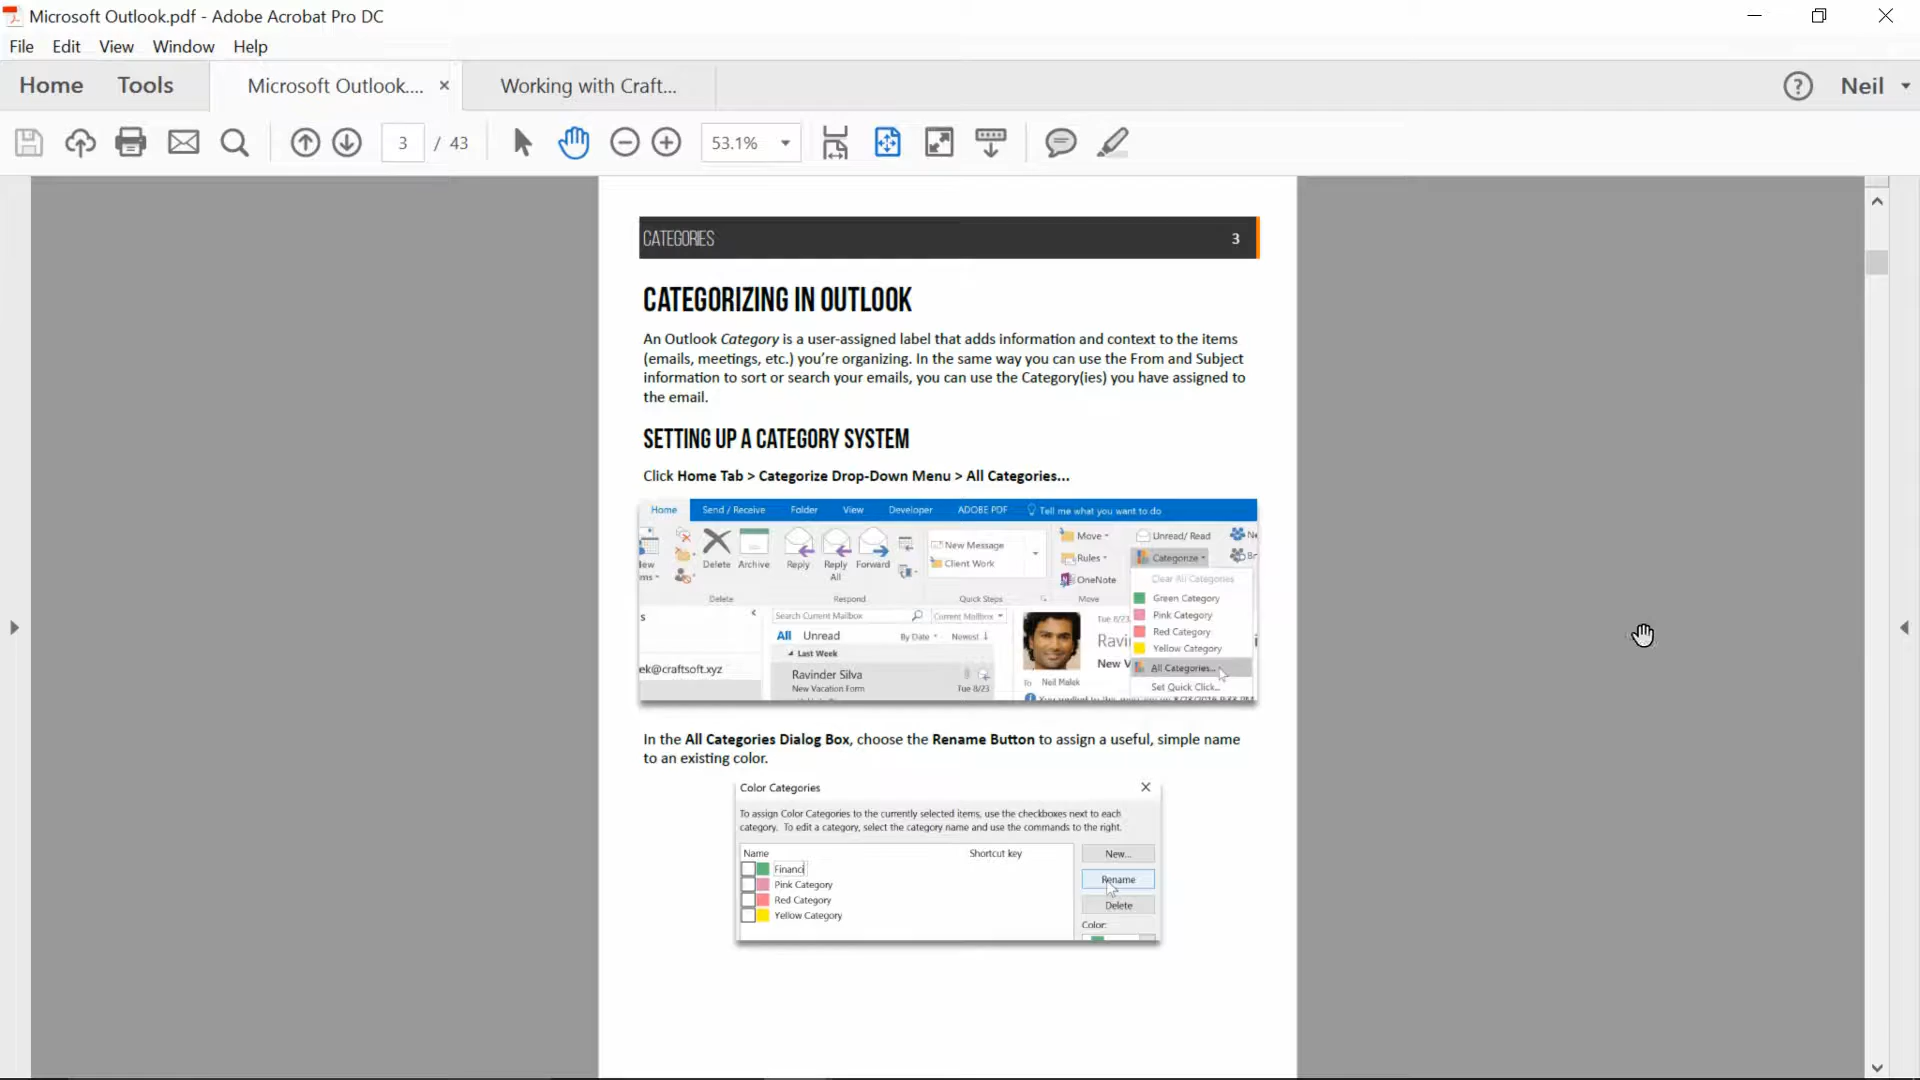 Microsoft Outlook.pdf - Adobe Acrobat Pro DC
File Edit View Window Help
Home Tools Microsoft Outlook.... × Working with Craft... ? Neil
3 / 43 53.1%
CATEGORIES 3
CATEGORIZING IN OUTLOOK
An Outlook Category is a user-assigned label that adds information and context to the items
(emails, meetings, etc.) you're organizing. In the same way you can use the From and Subject
information to sort or search your emails, you can use the Category(ies) you have assigned to
the email.
SETTING UP A CATEGORY SYSTEM
Click Home Tab > Categorize Drop-Down Menu > All Categories...
Home Send / Receive Folder View Developer ADOBE PDF Tell me what you want to do
Delete Archive Reply Reply All Forward
New Message
Client Work
Move
Rules
OneNote
Unread/ Read
Categorize
Clear All Categories
Green Category
Pink Category
Red Category
Yellow Category
All Categories...
Set Quick Click...
Delete Respond Quick Steps Move
Search Current Mailbox Current Mailbox
All Unread By Date Newest ↓
Last Week
ek@craftsoft.xyz
Ravinder Silva
New Vacation Form Tue 8/23
Tue 8/23,
Ravi
New V
To Neil Malek
In the All Categories Dialog Box, choose the Rename Button to assign a useful, simple name
to an existing color.
Color Categories
To assign Color Categories to the currently selected items, use the checkboxes next to each
category. To edit a category, select the category name and use the commands to the right.
Name Shortcut key New...
Financ
Pink Category Rename
Red Category
Yellow Category Delete
Color: